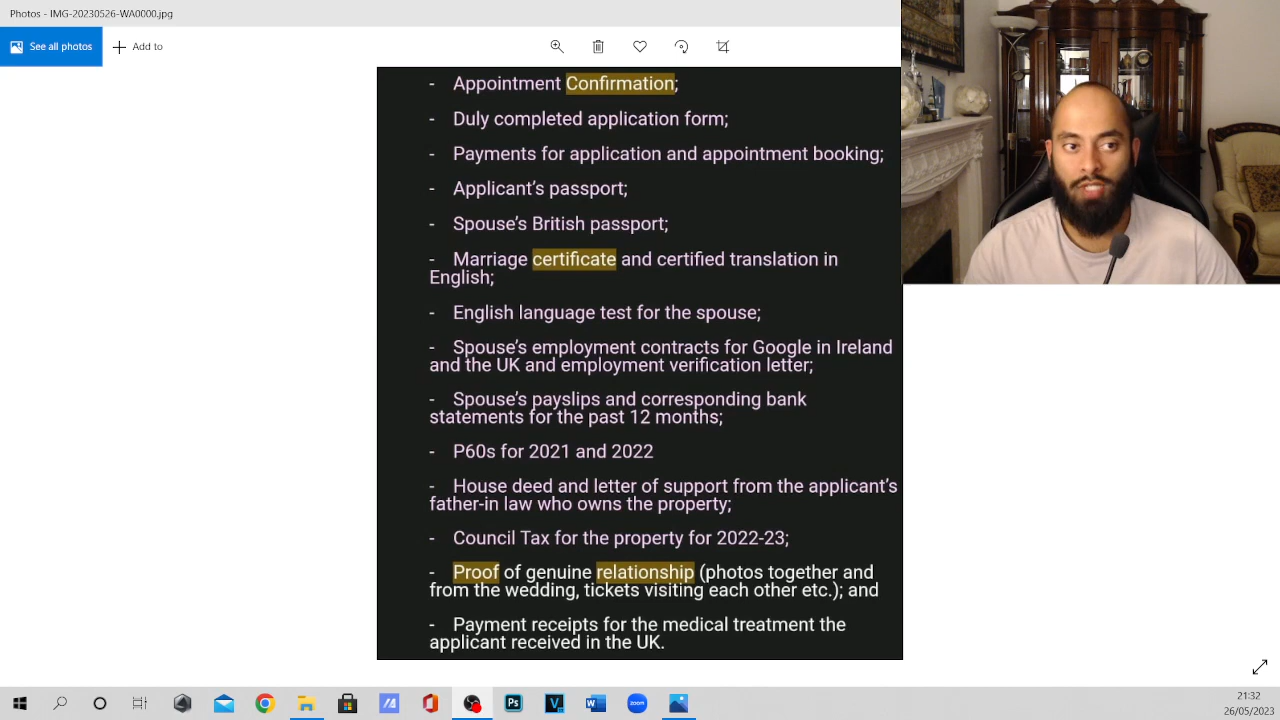 Photos - IMG-20230526-WA0000.jpg
See all photos
Add to
- Appointment Confirmation;
- Duly completed application form;
- Payments for application and appointment booking;
- Applicant's passport;
- Spouse's British passport;
- Marriage certificate and certified translation in
English;
- English language test for the spouse;
- Spouse's employment contracts for Google in Ireland
and the UK and employment verification letter;
- Spouse's payslips and corresponding bank
statements for the past 12 months;
- P60s for 2021 and 2022
- House deed and letter of support from the applicant's
father-in law who owns the property;
- Council Tax for the property for 2022-23;
- Proof of genuine relationship (photos together and
from the wedding, tickets visiting each other etc.); and
- Payment receipts for the medical treatment the
applicant received in the UK.
Ps
V
W
zoom
21:32
26/05/2023